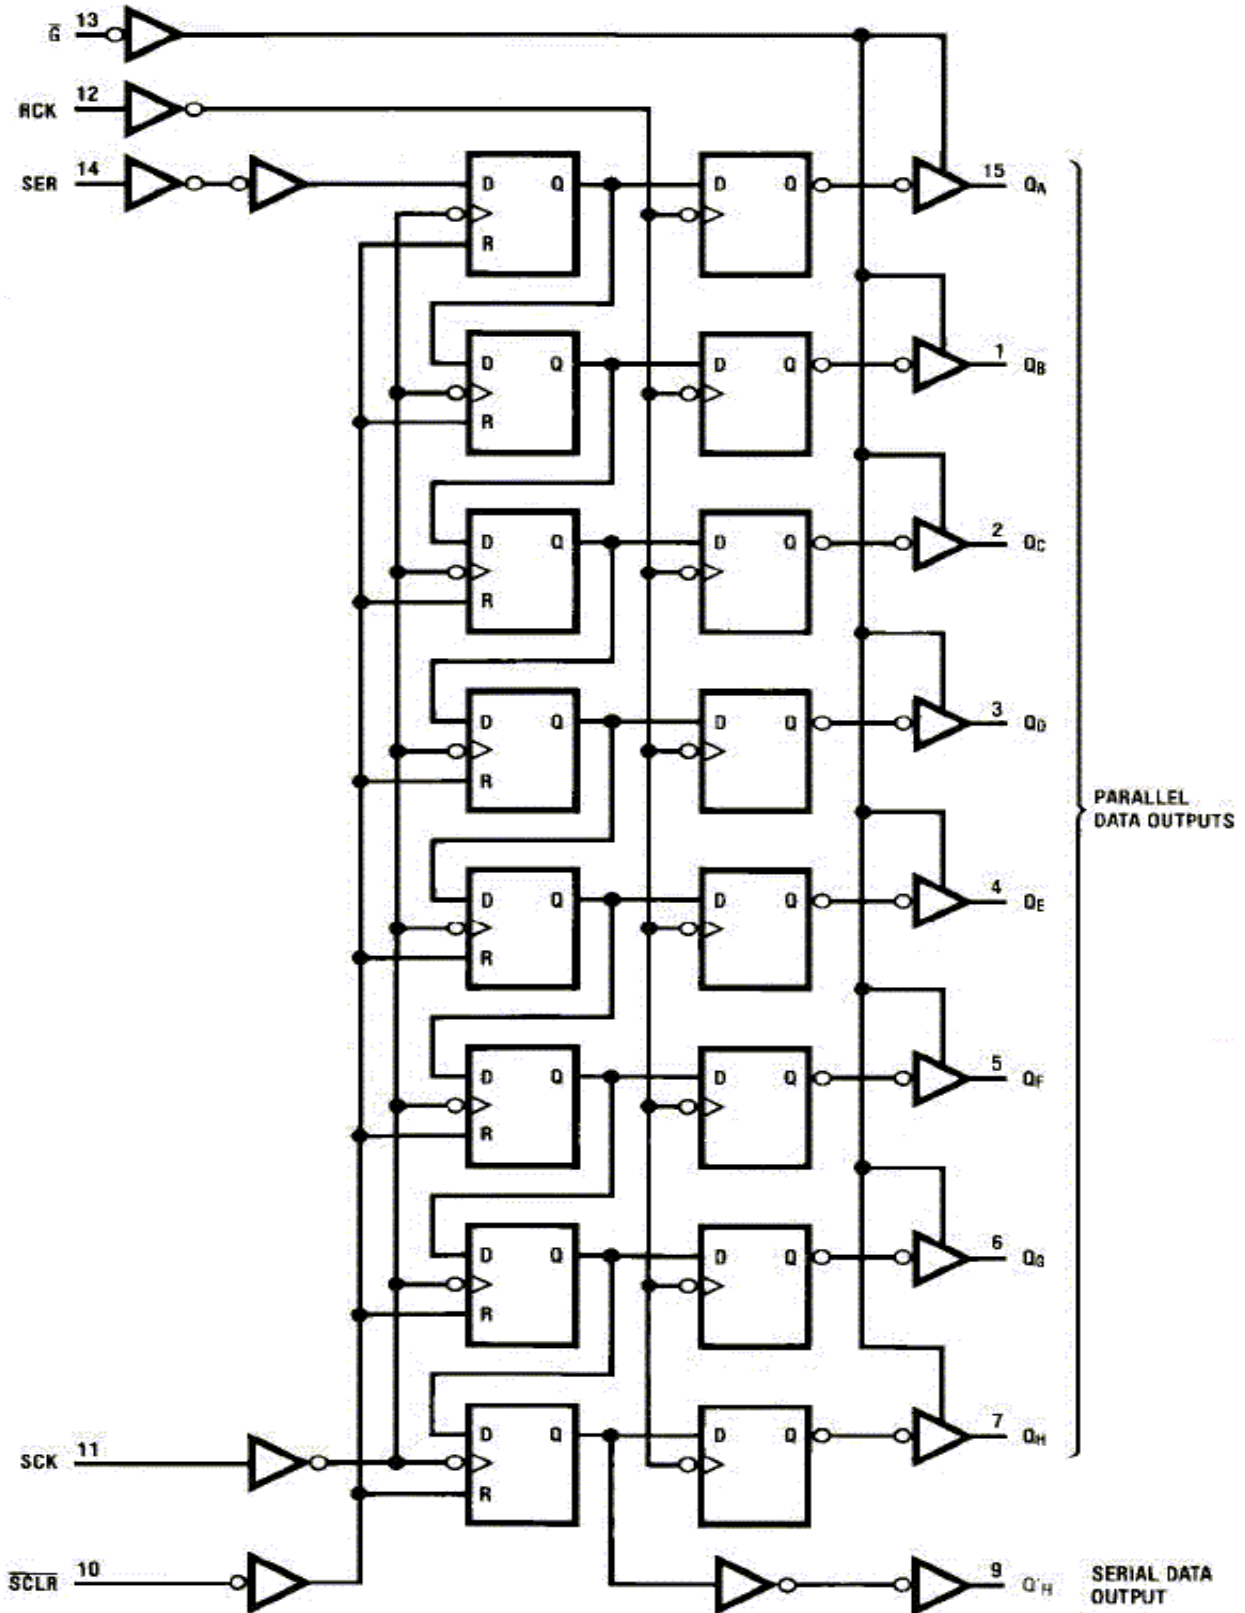 G̅ 13
RCK 12
SER 14
D Q
R
D Q
15 QA
D Q
R
D Q
1 QB
D Q
R
D Q
2 QC
D Q
R
D Q
3 QD
PARALLEL
DATA OUTPUTS
D Q
R
D Q
4 QE
D Q
R
D Q
5 QF
D Q
R
D Q
6 QG
D Q
R
D Q
7 QH
SCK 11
S̅C̅L̅R̅ 10
9 Q'H
SERIAL DATA
OUTPUT